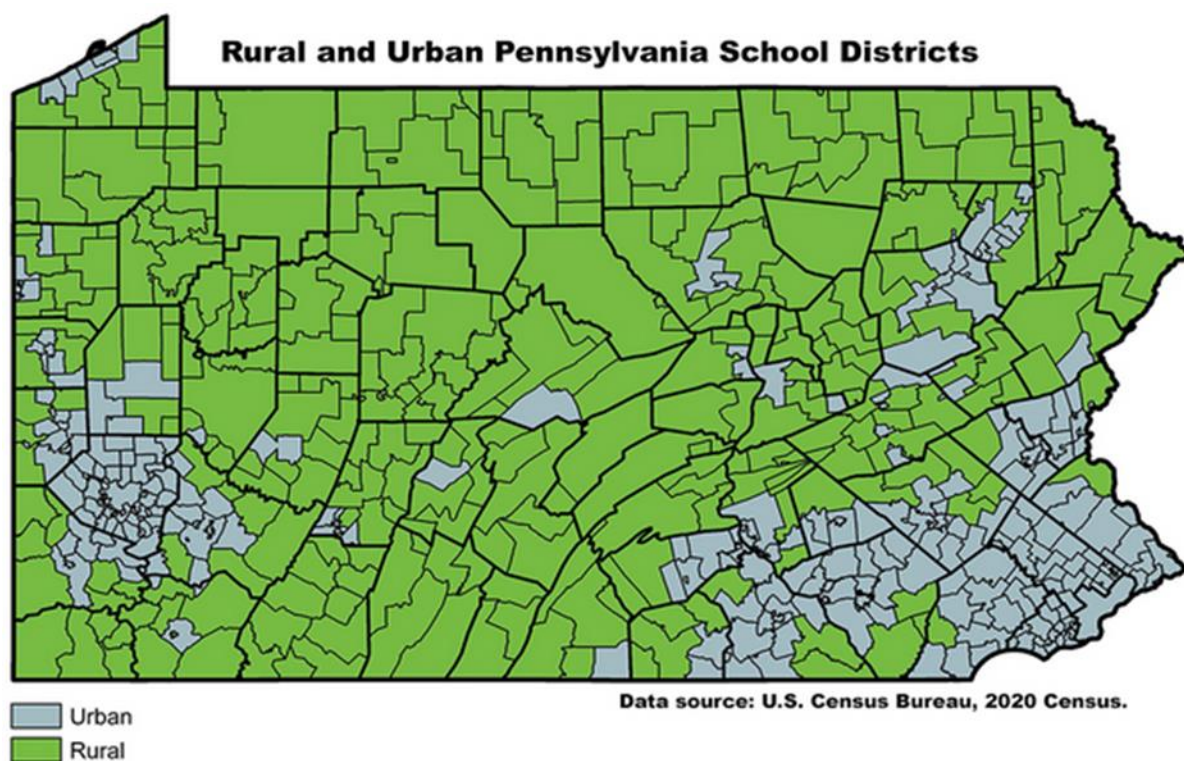 Rural and Urban Pennsylvania School Districts
Data source: U.S. Census Bureau, 2020 Census.
Urban
Rural